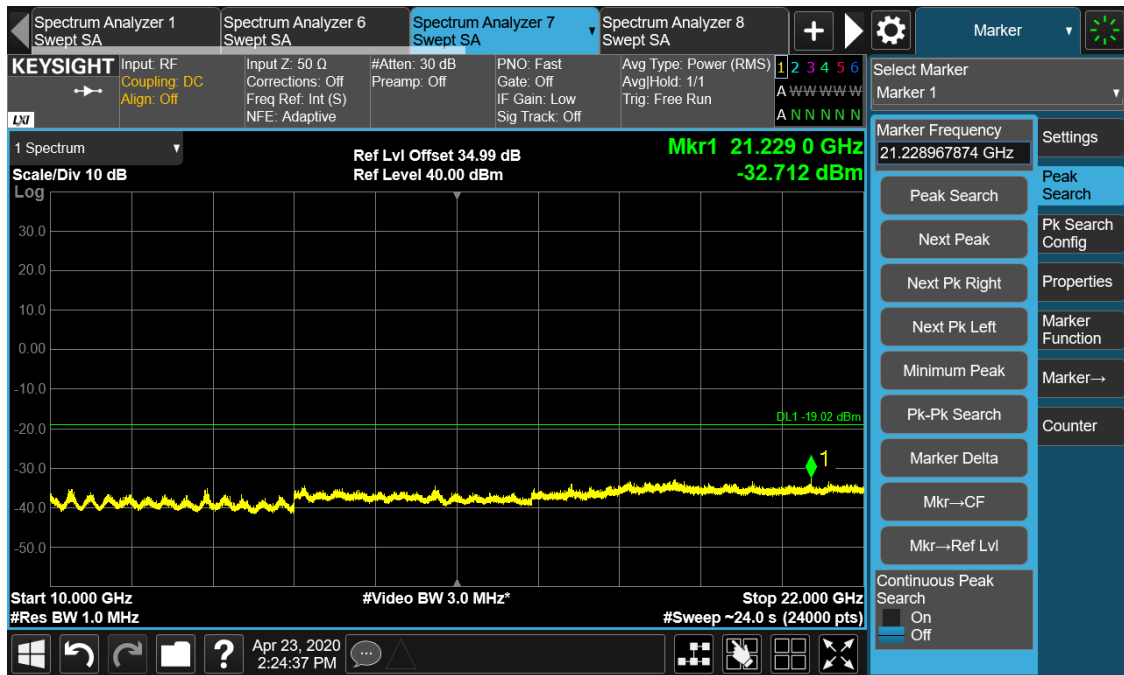 Spectrum Analyzer 1
Swept SA
Spectrum Analyzer 6
Swept SA
Spectrum Analyzer 7
Swept SA
Spectrum Analyzer 8
Swept SA
+
Marker
KEYSIGHT
LXI
Input: RF
Coupling: DC
Align: Off
Input Z: 50 Ω
Corrections: Off
Freq Ref: Int (S)
NFE: Adaptive
#Atten: 30 dB
Preamp: Off
PNO: Fast
Gate: Off
IF Gain: Low
Sig Track: Off
Avg Type: Power (RMS)
Avg|Hold: 1/1
Trig: Free Run
1 2 3 4 5 6
A W W W W W
A N N N N N
Select Marker
Marker 1
1 Spectrum
Scale/Div 10 dB
Log
Ref Lvl Offset 34.99 dB
Ref Level 40.00 dBm
Mkr1 21.229 0 GHz
-32.712 dBm
30.0
20.0
10.0
0.00
-10.0
-20.0
-30.0
-40.0
-50.0
DL1 -19.02 dBm
1
Start 10.000 GHz
#Res BW 1.0 MHz
#Video BW 3.0 MHz*
Stop 22.000 GHz
#Sweep ~24.0 s (24000 pts)
Marker Frequency
21.228967874 GHz
Peak Search
Next Peak
Next Pk Right
Next Pk Left
Minimum Peak
Pk-Pk Search
Marker Delta
Mkr→CF
Mkr→Ref Lvl
Continuous Peak
Search
On
Off
Settings
Peak
Search
Pk Search
Config
Properties
Marker
Function
Marker→
Counter
?
Apr 23, 2020
2:24:37 PM